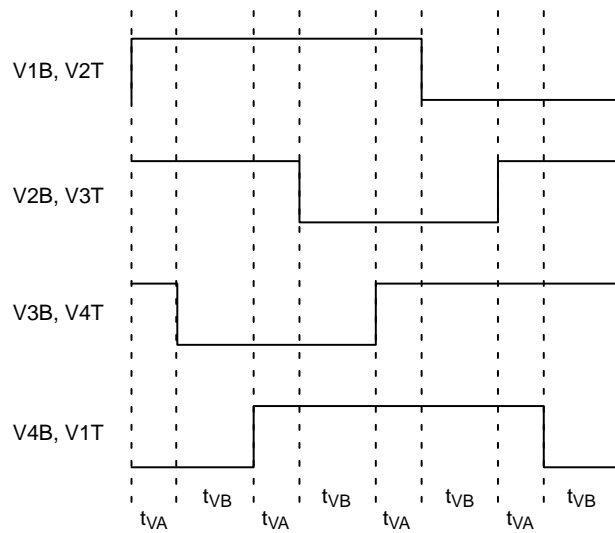 V1B, V2T
V2B, V3T
V3B, V4T
V4B, V1T
tVB tVB tVB tVB
tVA tVA tVA tVA